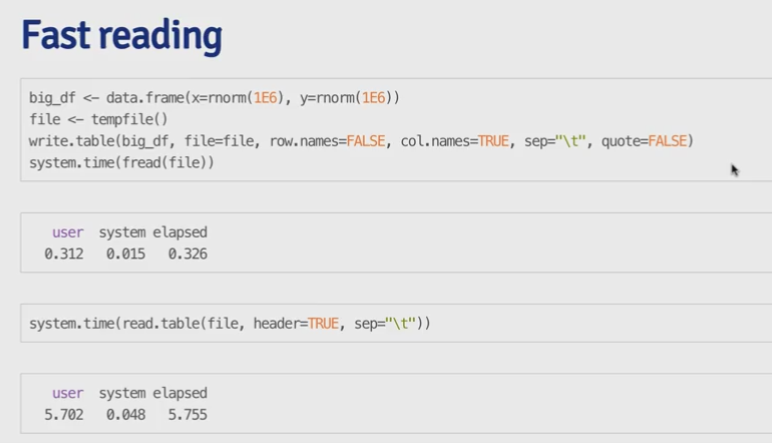 Fast reading
big_df <- data.frame(x=rnorm(1E6), y=rnorm(1E6))
file <- tempfile()
write.table(big_df, file=file, row.names=FALSE, col.names=TRUE, sep="\t", quote=FALSE)
system.time(fread(file))
user system elapsed
0.312 0.015 0.326
system.time(read.table(file, header=TRUE, sep="\t"))
user system elapsed
5.702 0.048 5.755